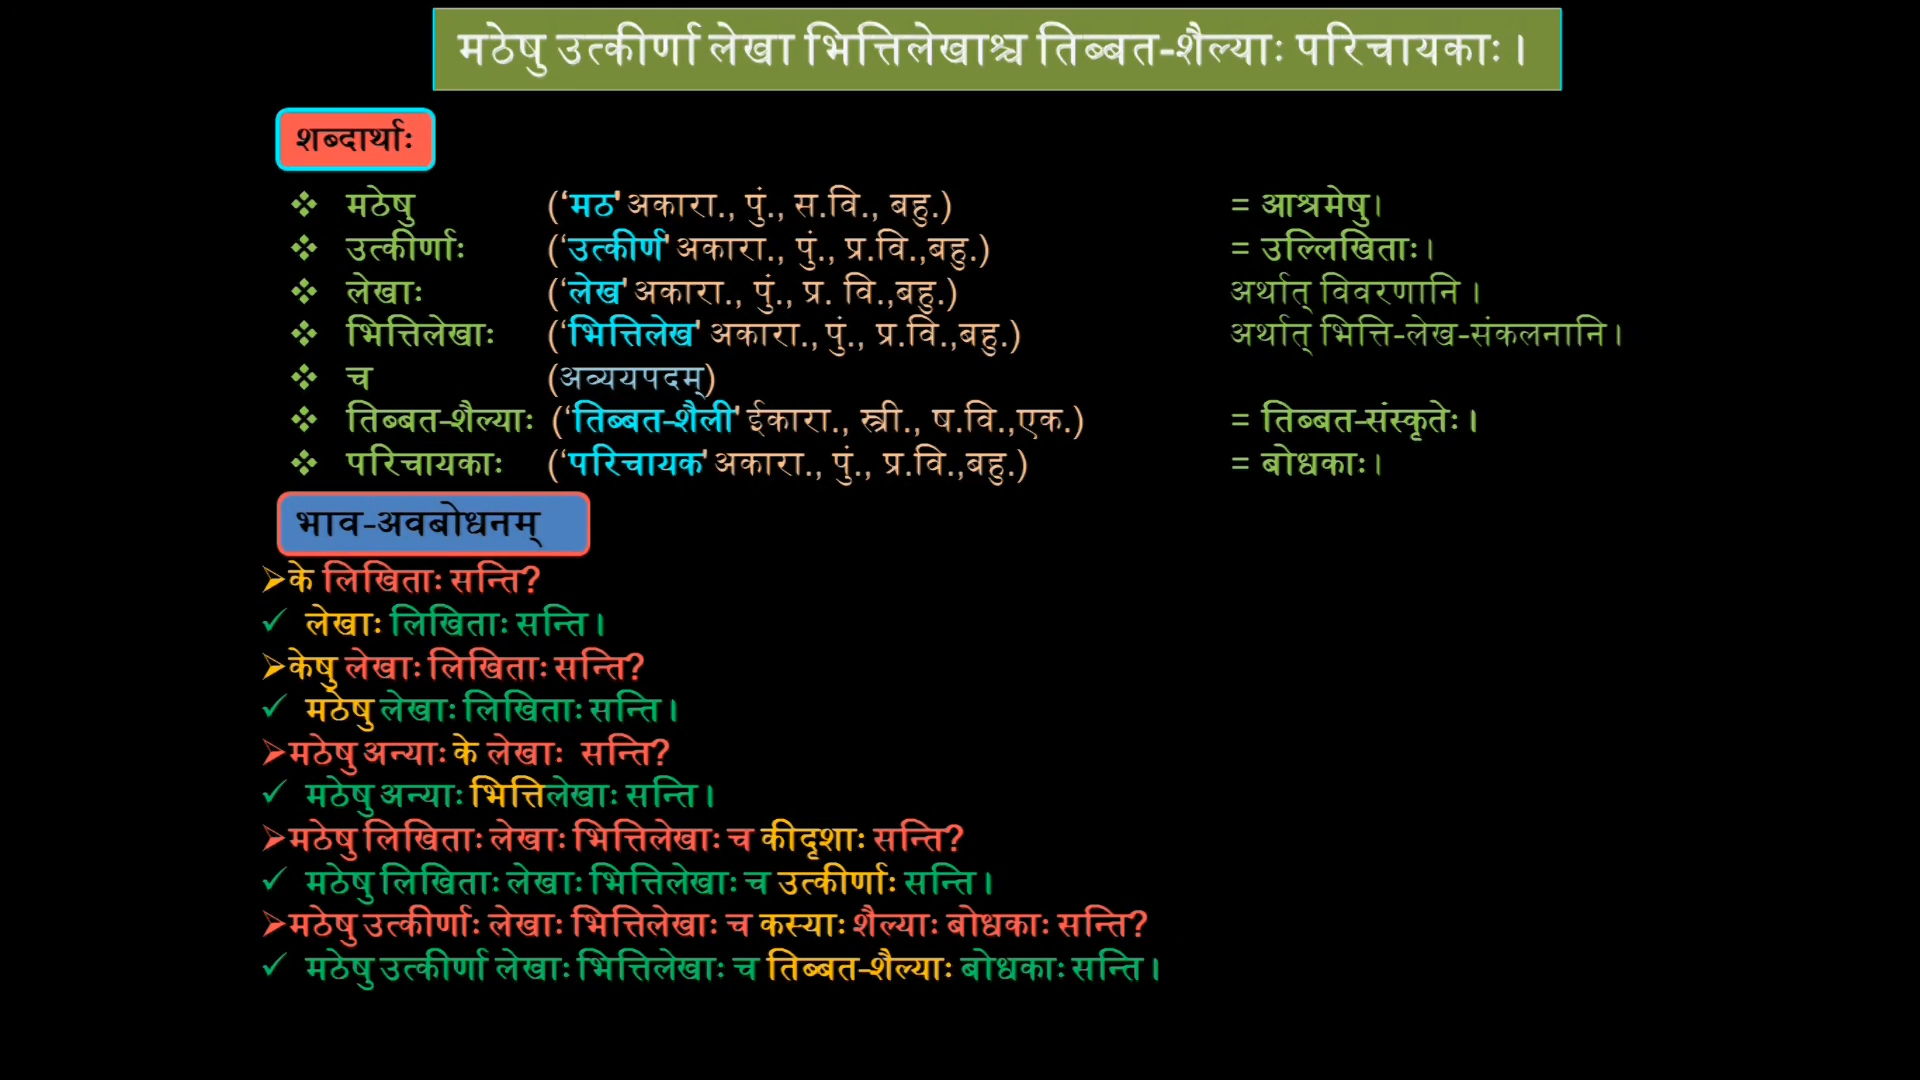 मठेषु उत्कीर्णा लेखा भित्तिलेखाश्च तिब्बत-शैल्याः परिचायकाः।
शब्दार्थाः
❖ मठेषु (‘मठ' अकारा., पुं., स.वि., बहु.) = आश्रमेषु।
❖ उत्कीर्णाः (‘उत्कीर्ण' अकारा., पुं., प्र.वि.,बहु.) = उल्लिखिताः।
❖ लेखाः (‘लेख' अकारा., पुं., प्र. वि.,बहु.) अर्थात् विवरणानि।
❖ भित्तिलेखाः (‘भित्तिलेख' अकारा., पुं., प्र.वि.,बहु.) अर्थात् भित्ति-लेख-संकलनानि।
❖ च (अव्ययपदम्)
❖ तिब्बत-शैल्याः (‘तिब्बत-शैली' ईकारा., स्त्री., ष.वि.,एक.) = तिब्बत-संस्कृतेः।
❖ परिचायकाः (‘परिचायक' अकारा., पुं., प्र.वि.,बहु.) = बोधकाः।
भाव-अवबोधनम्
➢के लिखिताः सन्ति?
✓ लेखाः लिखिताः सन्ति।
➢केषु लेखाः लिखिताः सन्ति?
✓ मठेषु लेखाः लिखिताः सन्ति।
➢मठेषु अन्याः के लेखाः सन्ति?
✓ मठेषु अन्याः भित्तिलेखाः सन्ति।
➢मठेषु लिखिताः लेखाः भित्तिलेखाः च कीदृशाः सन्ति?
✓ मठेषु लिखिताः लेखाः भित्तिलेखाः च उत्कीर्णाः सन्ति।
➢मठेषु उत्कीर्णाः लेखाः भित्तिलेखाः च कस्याः शैल्याः बोधकाः सन्ति?
✓ मठेषु उत्कीर्णा लेखाः भित्तिलेखाः च तिब्बत-शैल्याः बोधकाः सन्ति।